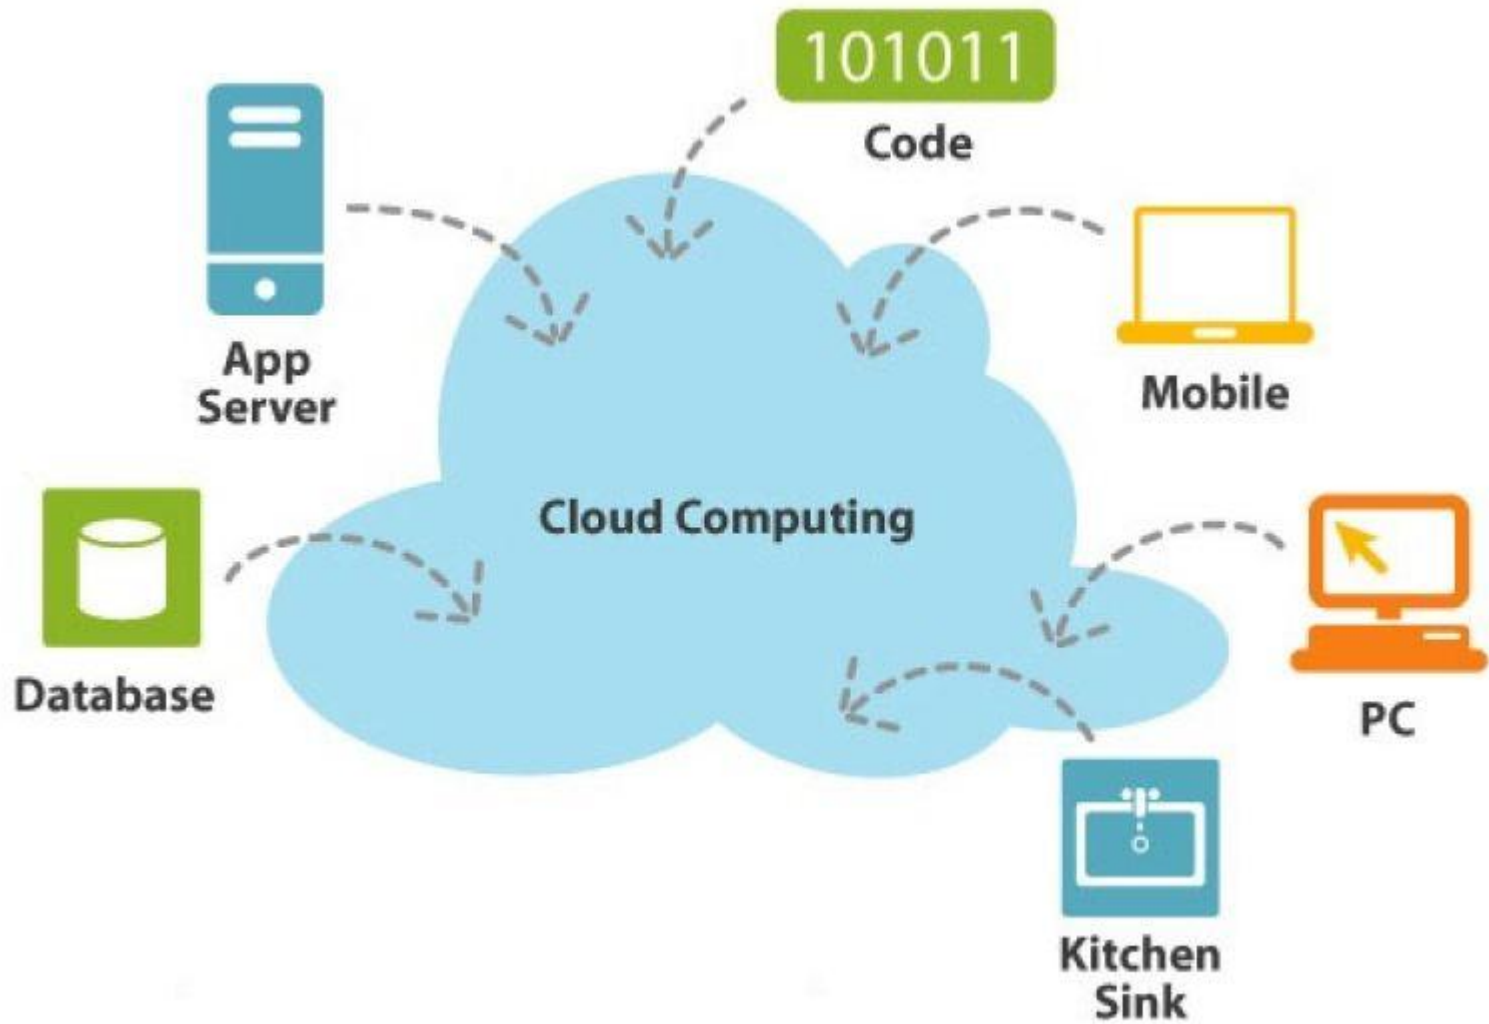 101011
Code
App
Server
Mobile
Cloud Computing
Database
PC
Kitchen
Sink